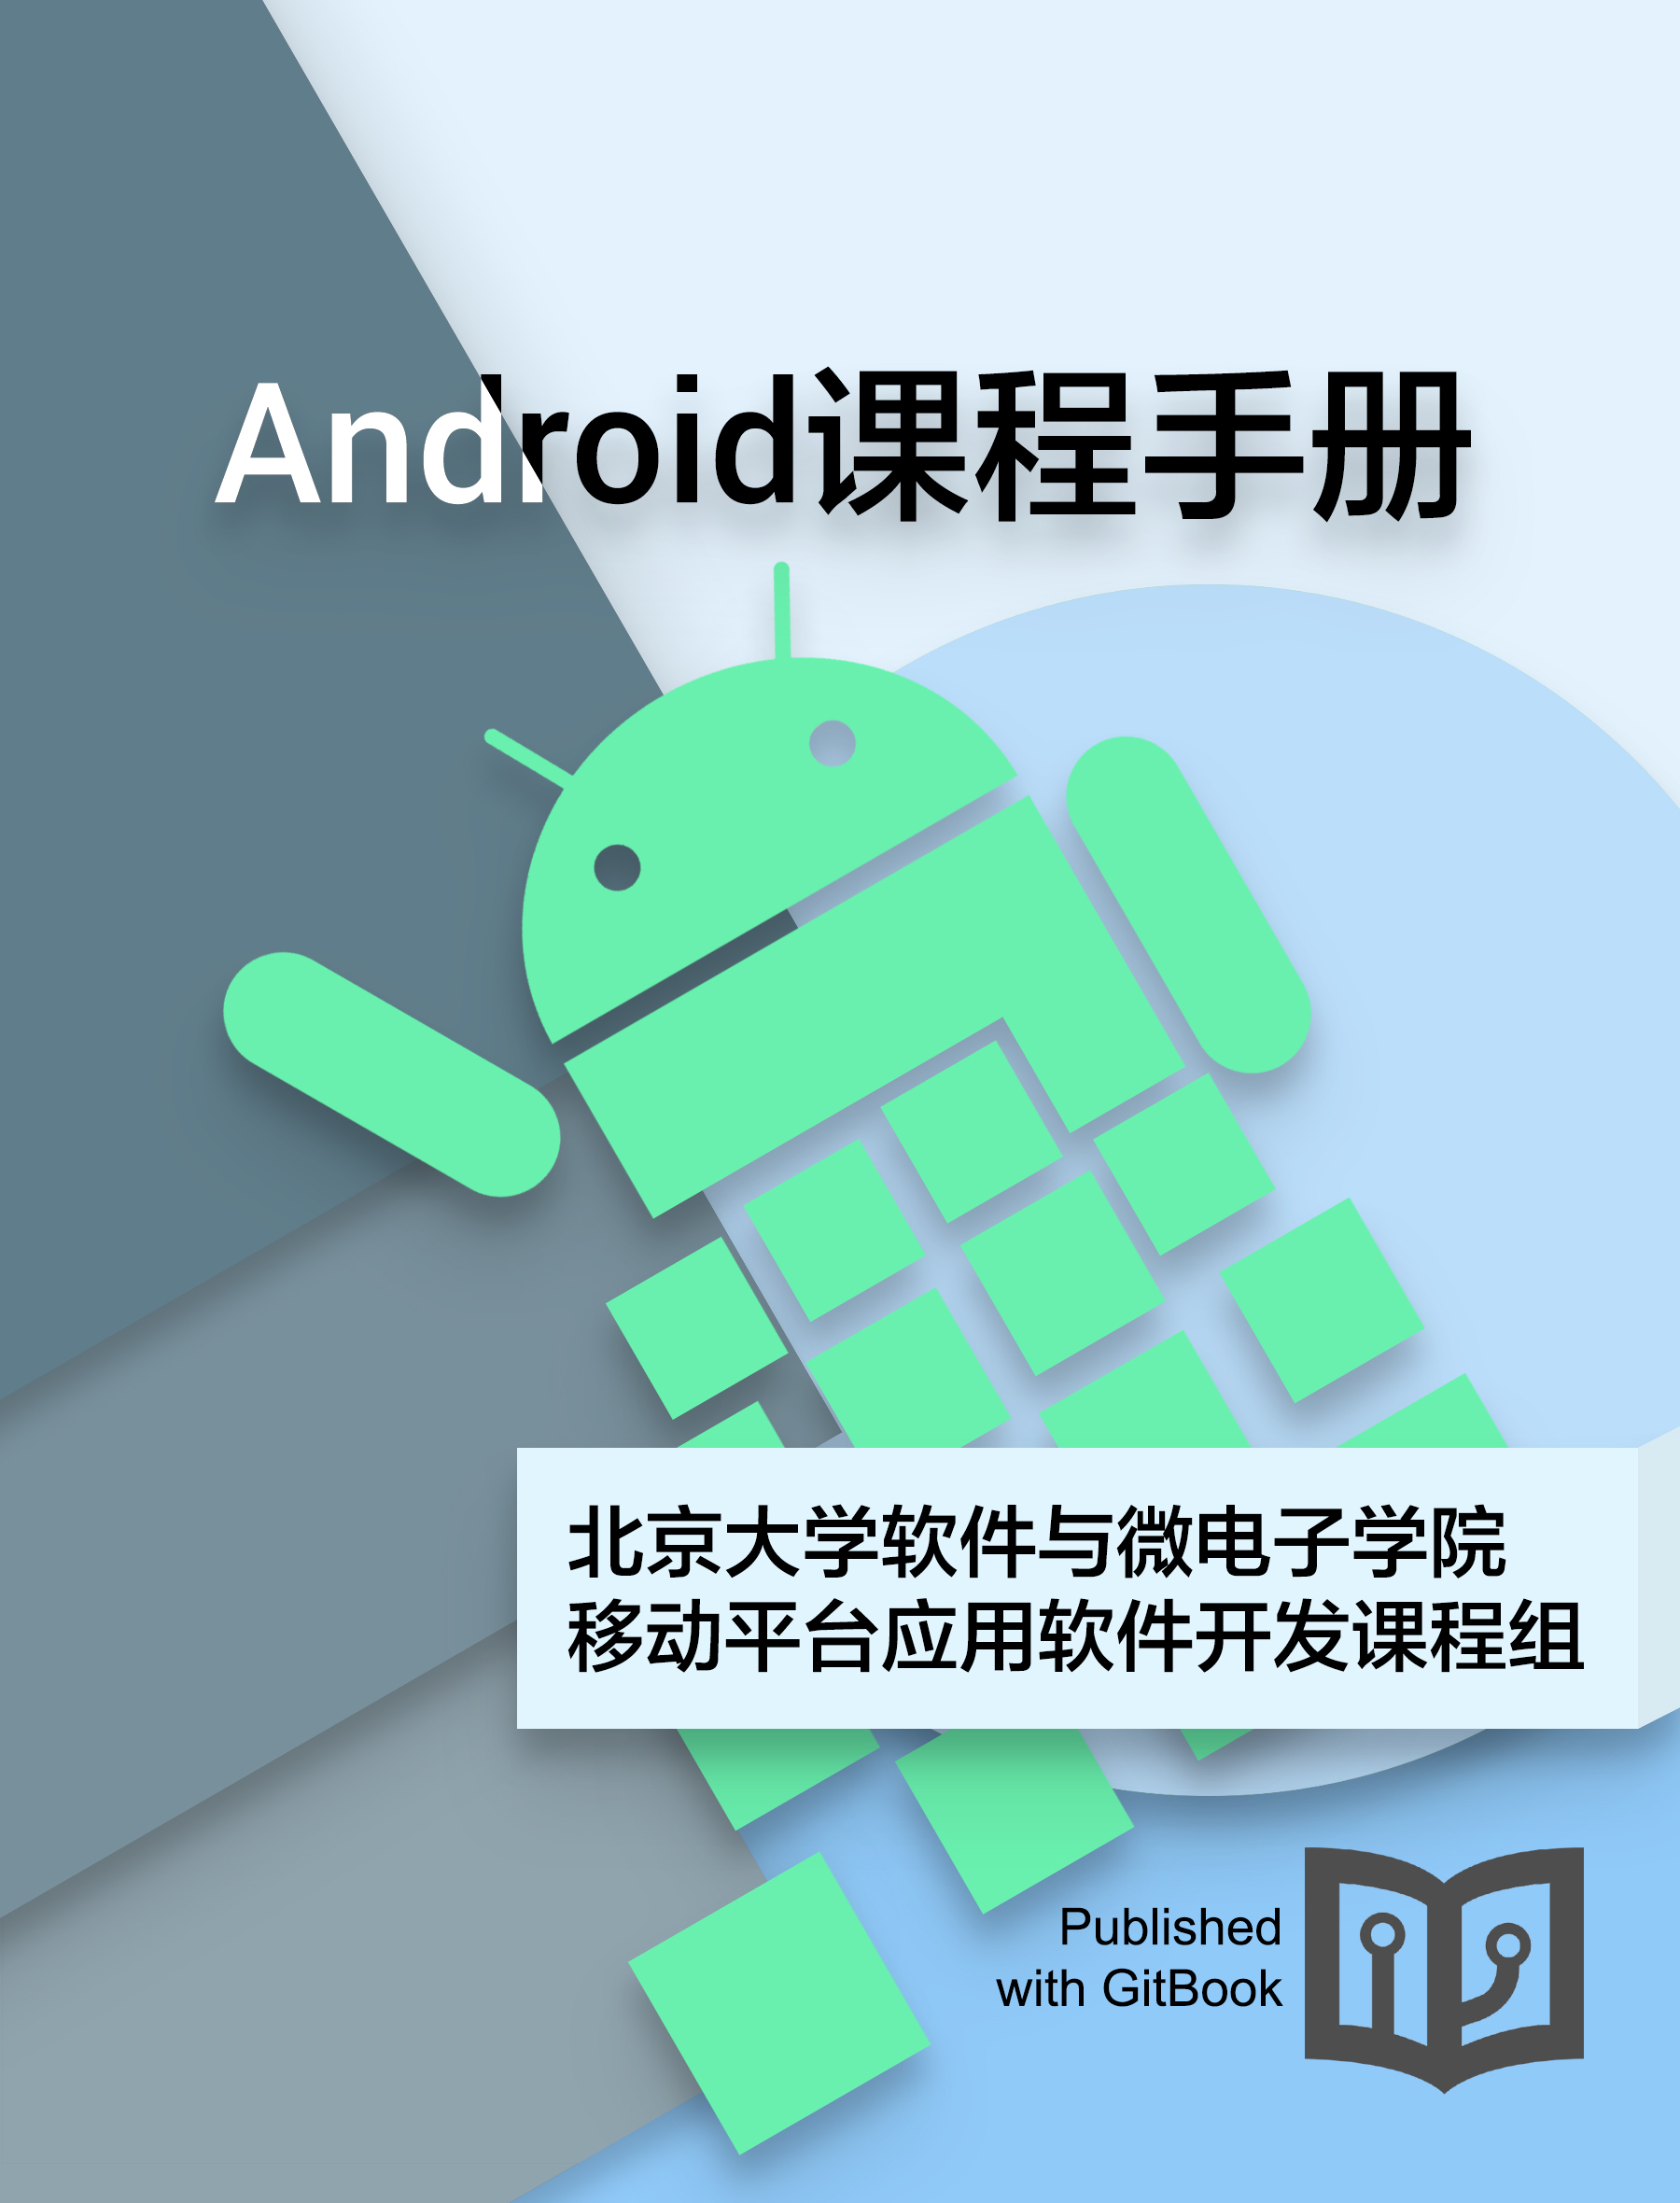 Android课程手册
北京大学软件与微电子学院
移动平台应用软件开发课程组
Published
with GitBook